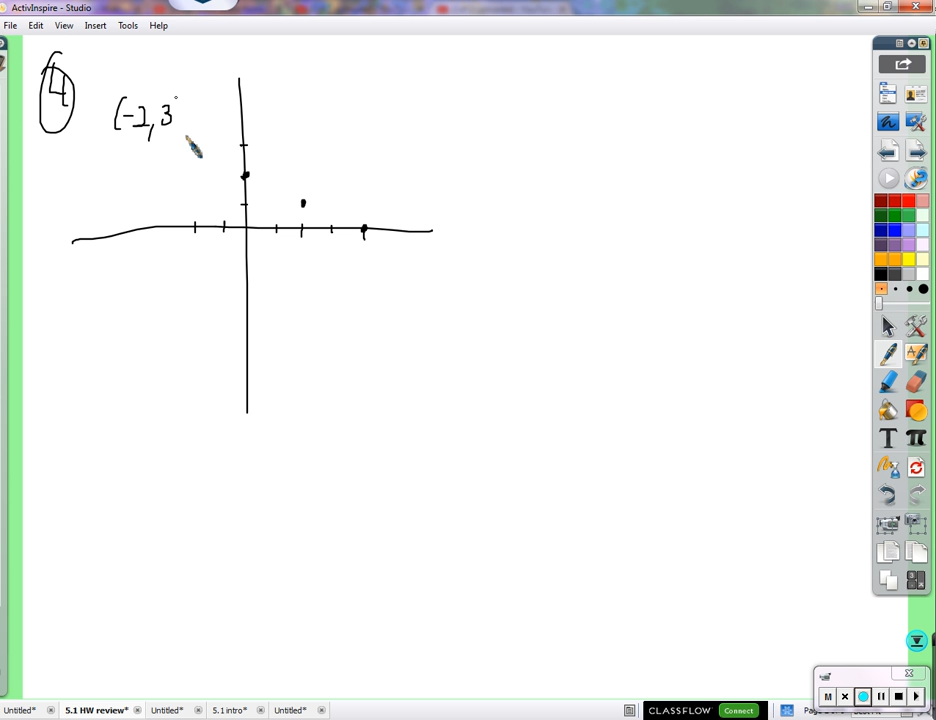 ActivInspire - Studio
File Edit View Insert Tools Help
4
(-2, 3
T π
Untitled* 5.1 HW review* Untitled* 5.1 intro* Untitled*
CLASSFLOW Connect
M